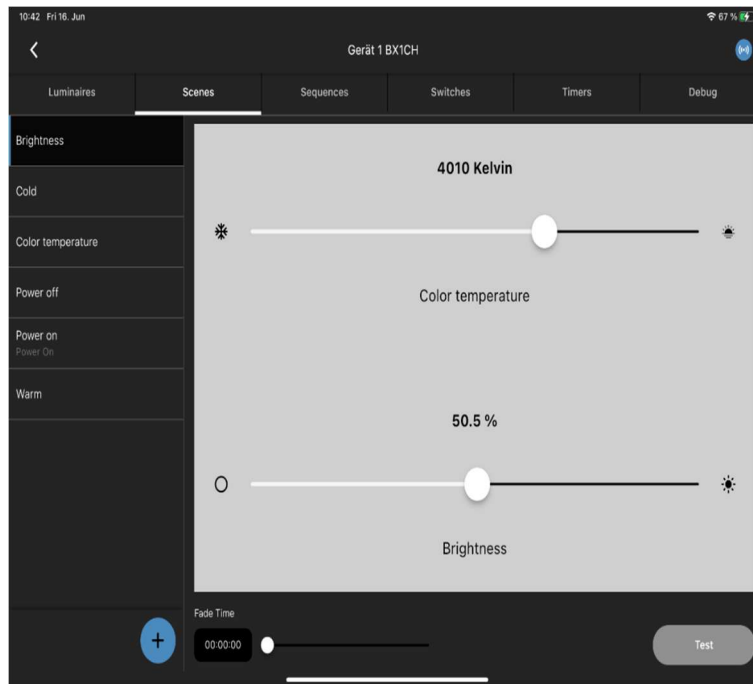 10:42 Fri 16. Jun
67 %
Gerät 1 BX1CH
Luminaires
Scenes
Sequences
Switches
Timers
Debug
Brightness
Cold
Color temperature
Power off
Power on
Power On
Warm
4010 Kelvin
Color temperature
50.5 %
Brightness
Fade Time
00:00:00
Test